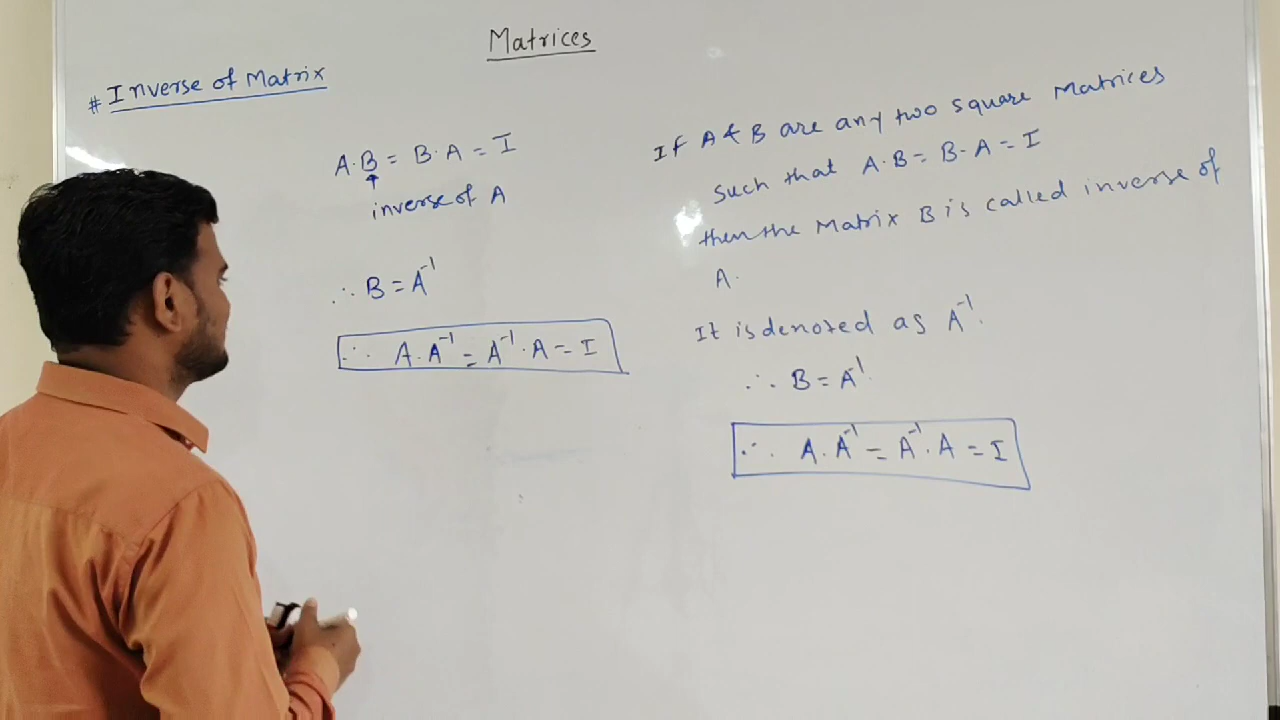 Matrices
# Inverse of Matrix
A·B = B·A = I
↑
inverse of A
∴ B = A⁻¹
∴ A·A⁻¹ = A⁻¹·A = I
If A & B are any two square Matrices
such that A·B = B·A = I
then the Matrix B is called inverse of
A.
It is denoted as A⁻¹.
∴ B = A⁻¹.
∴ A·A⁻¹ = A⁻¹·A = I